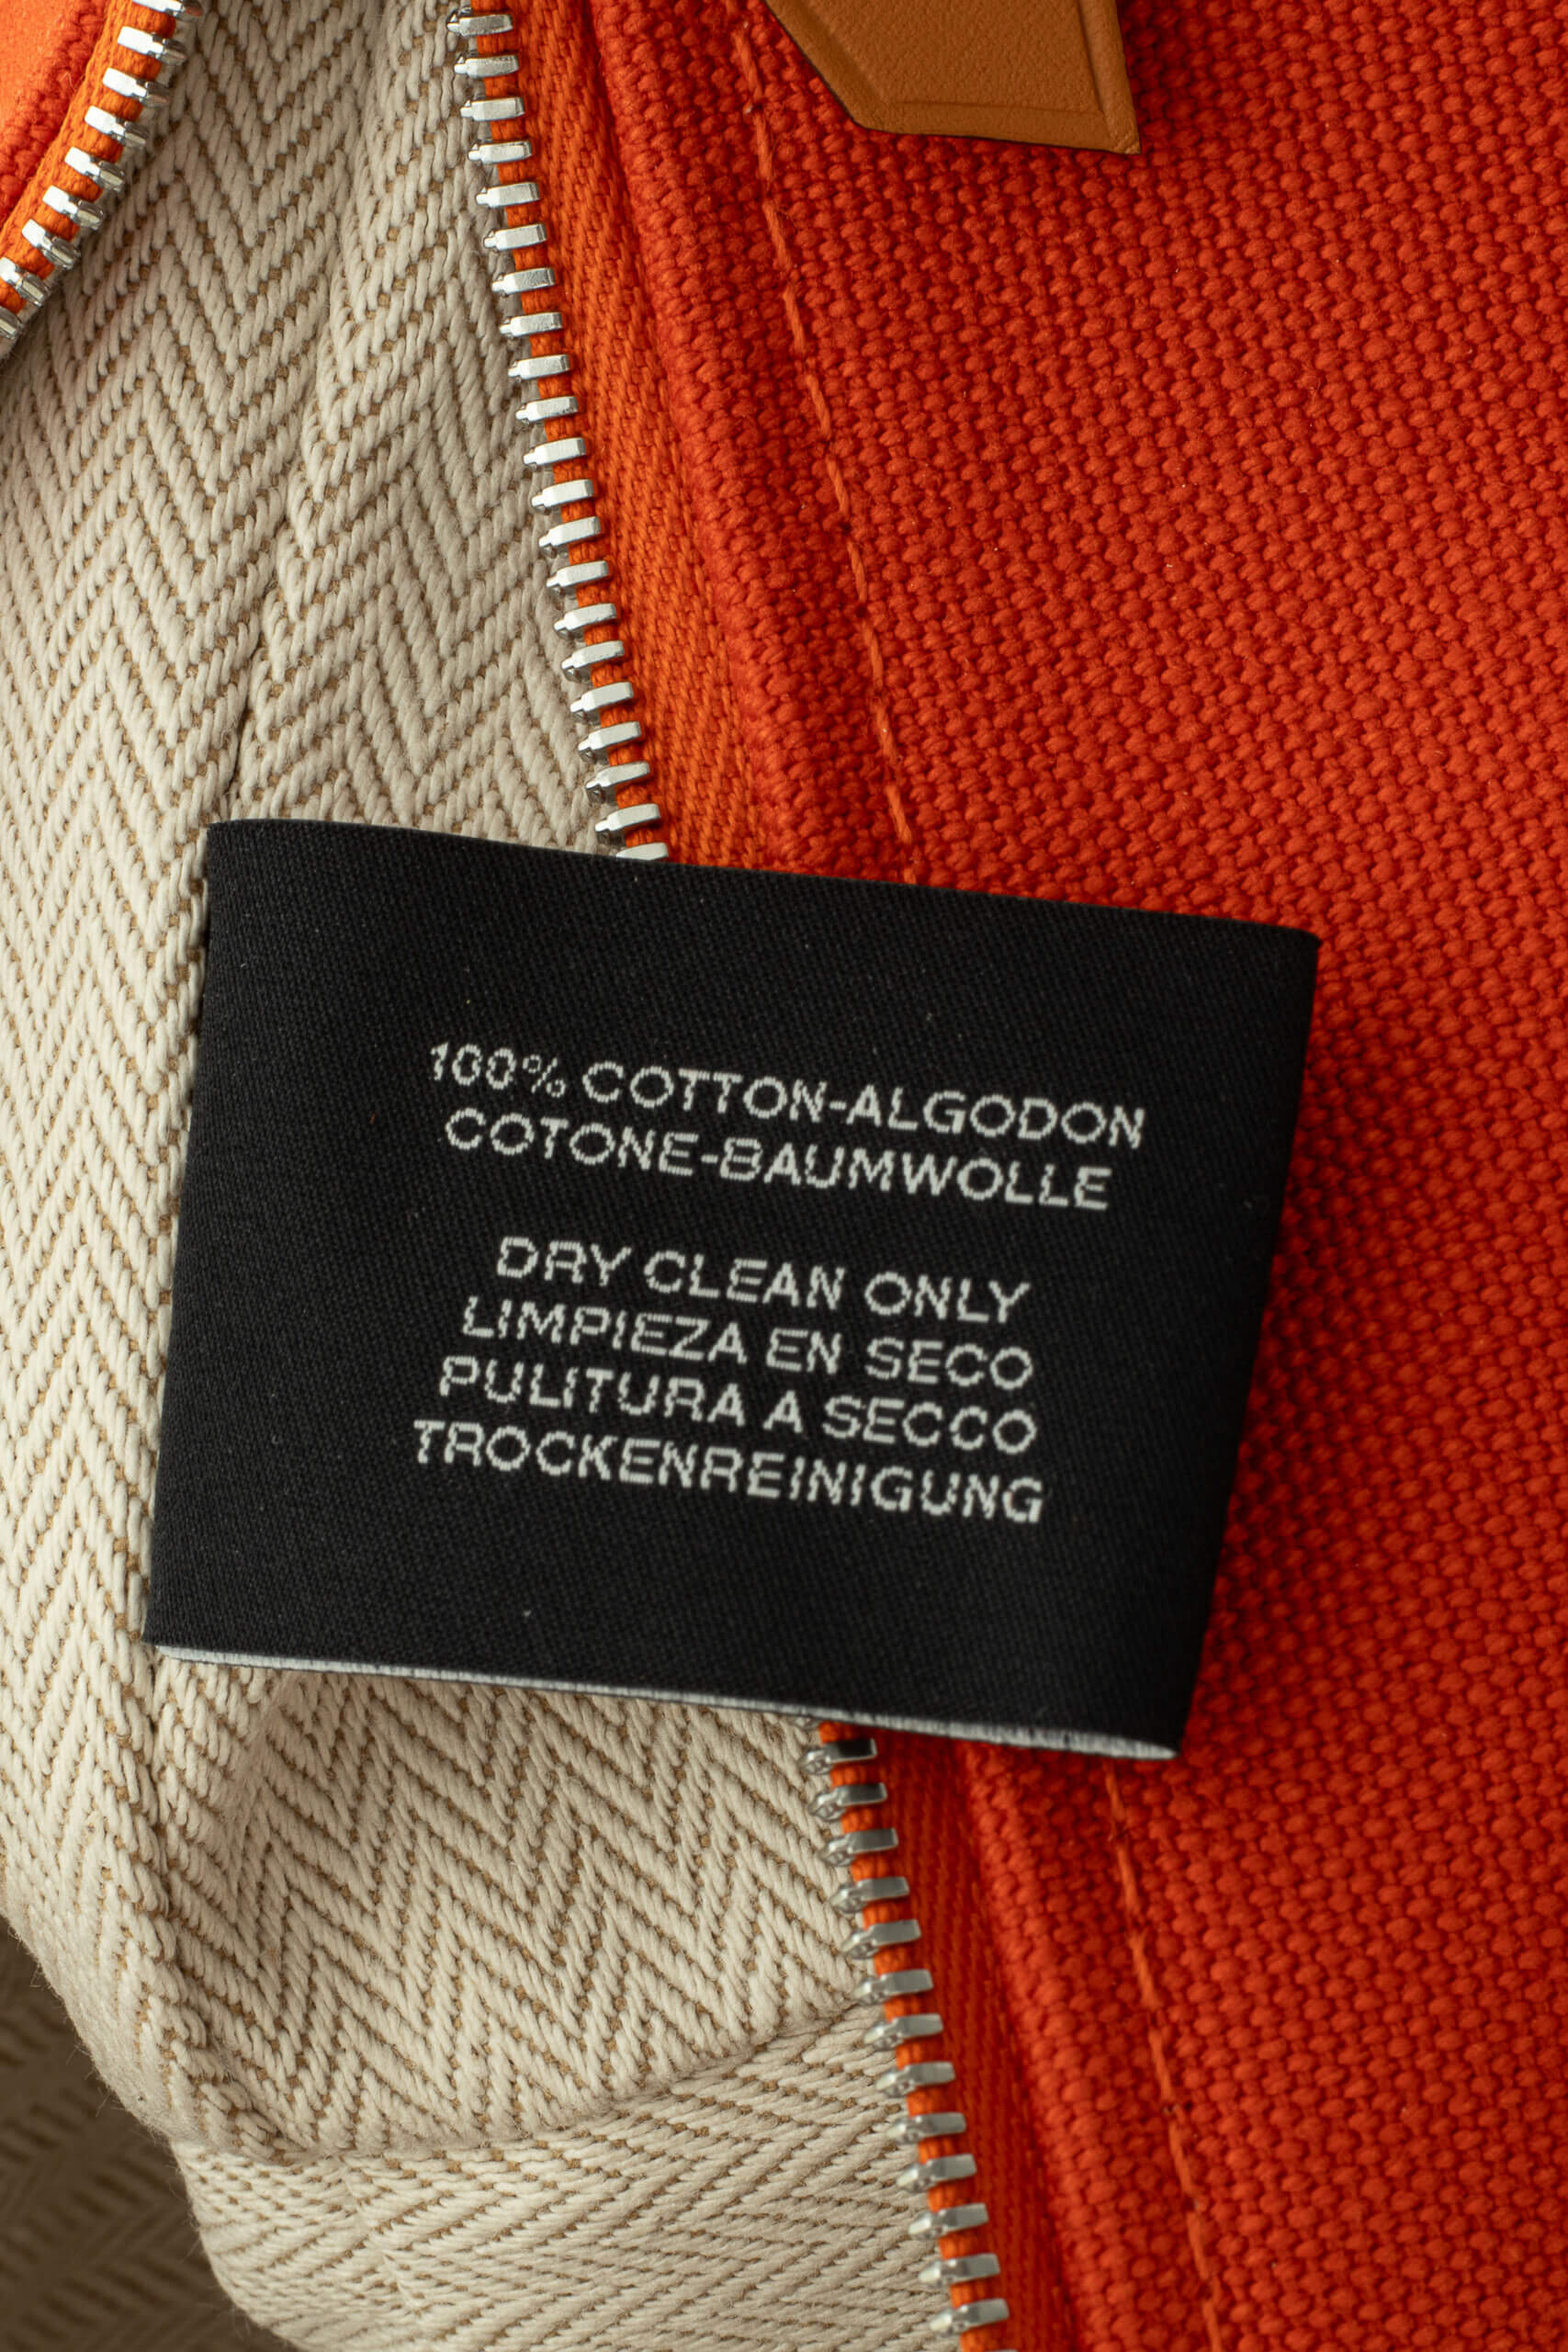 100% COTTON-ALGODON
COTONE-BAUMWOLLE
DRY CLEAN ONLY
LIMPIEZA EN SECO
PULITURA A SECCO
TROCKENREINIGUNG